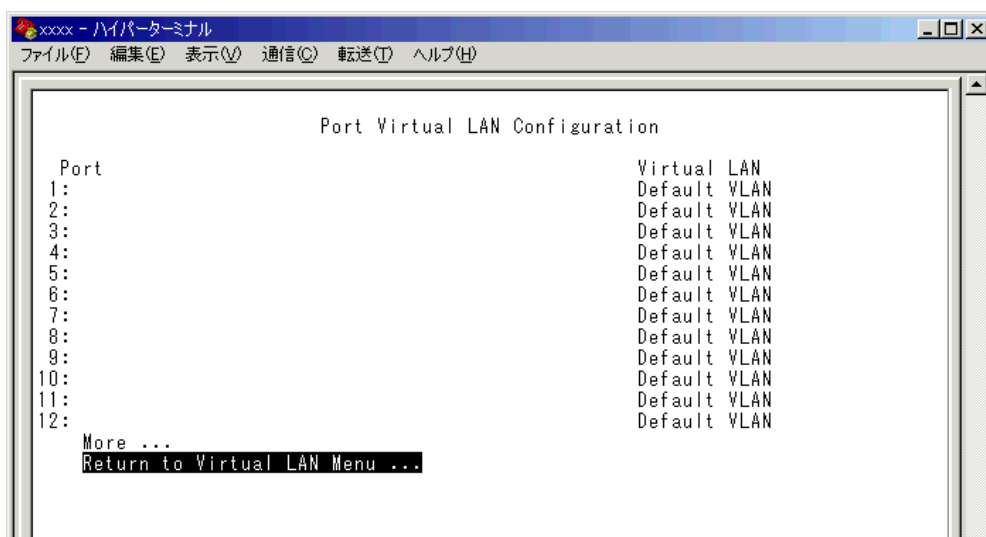 xxxx - ハイパーターミナル
ファイル(F) 編集(E) 表示(V) 通信(C) 転送(T) ヘルプ(H)
Port Virtual LAN Configuration
Port Virtual LAN
1: Default VLAN
2: Default VLAN
3: Default VLAN
4: Default VLAN
5: Default VLAN
6: Default VLAN
7: Default VLAN
8: Default VLAN
9: Default VLAN
10: Default VLAN
11: Default VLAN
12: Default VLAN
More ...
Return to Virtual LAN Menu ...